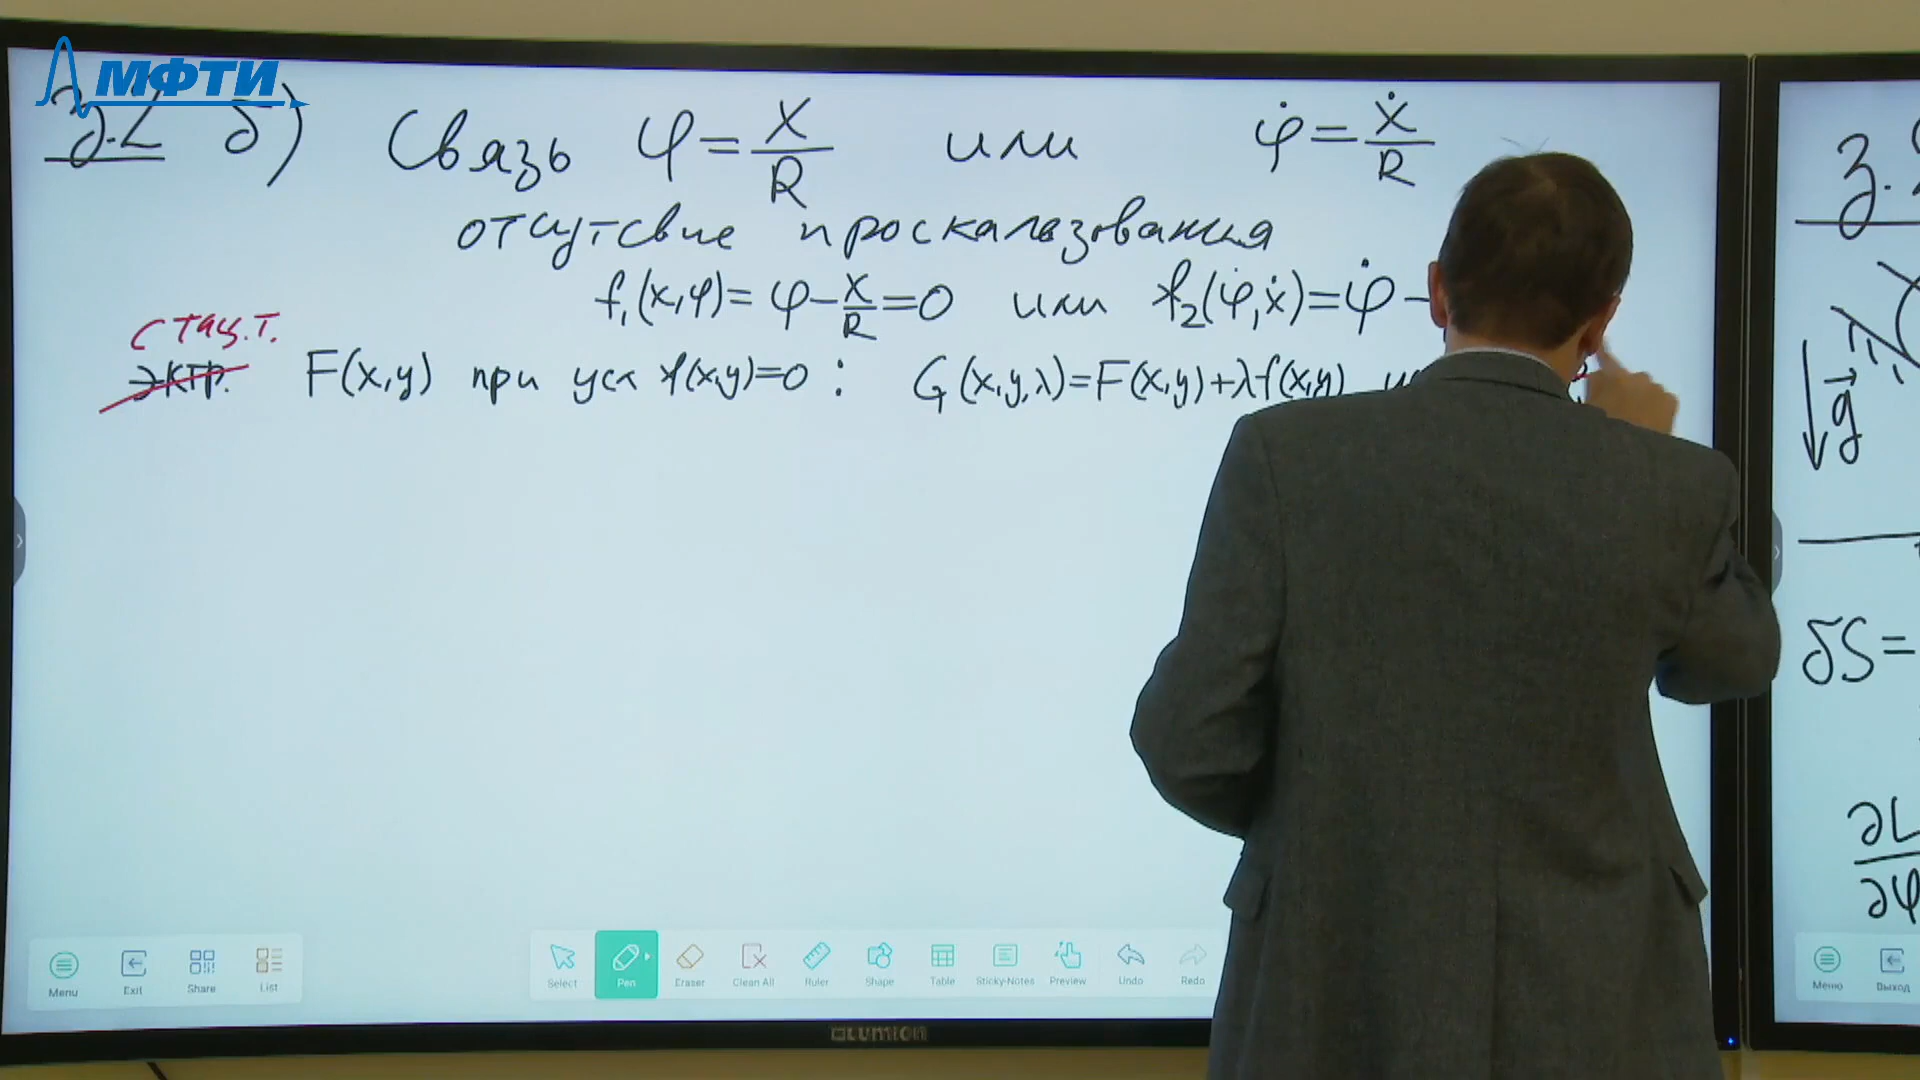 МФТИ
З.2 б) Связь φ = X/R или φ̇ = Ẋ/R
отсутсвие проскальзования
f₁(x,φ) = φ − X/R = 0 или f₂(φ̇,ẋ) = φ̇ −
стац.т.
экстр. F(x,y) при усл f(x,y)=0 : G(x,y,λ)=F(x,y)+λf(x,y)
З.
g⃗
δS =
∂L
∂φ
Menu Exit Share List
Select Pen Eraser Clean All Ruler Shape Table Sticky-Notes Preview Undo Redo
Меню Выход
LUMIEN